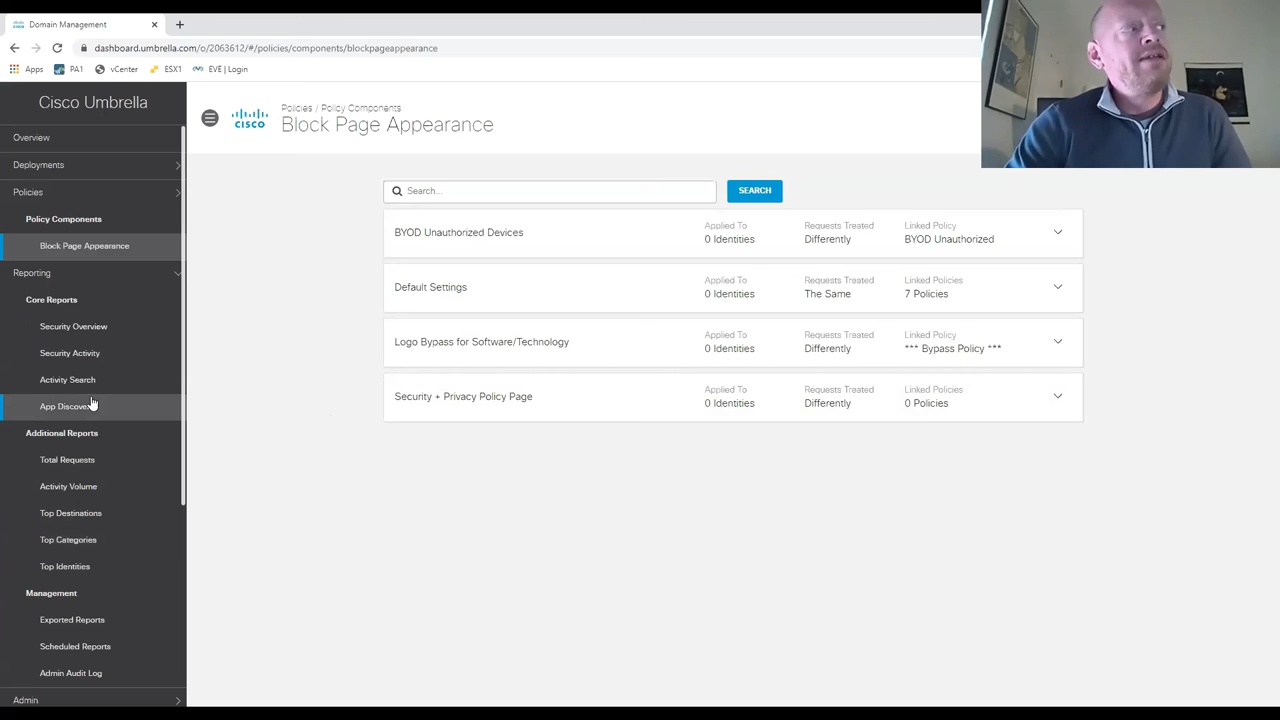 Domain Management
dashboard.umbrella.com/o/2063612/#/policies/components/blockpageappearance
Apps
PA1
vCenter
ESX1
EVE | Login
Cisco Umbrella
Overview
Deployments
Policies
Policy Components
Block Page Appearance
Reporting
Core Reports
Security Overview
Security Activity
Activity Search
App Discove
Additional Reports
Total Requests
Activity Volume
Top Destinations
Top Categories
Top Identities
Management
Exported Reports
Scheduled Reports
Admin Audit Log
Admin
CISCO
Policies / Policy Components
Block Page Appearance
Search...
SEARCH
BYOD Unauthorized Devices
Applied To
0 Identities
Requests Treated
Differently
Linked Policy
BYOD Unauthorized
Default Settings
Applied To
0 Identities
Requests Treated
The Same
Linked Policies
7 Policies
Logo Bypass for Software/Technology
Applied To
0 Identities
Requests Treated
Differently
Linked Policy
*** Bypass Policy ***
Security + Privacy Policy Page
Applied To
0 Identities
Requests Treated
Differently
Linked Policies
0 Policies